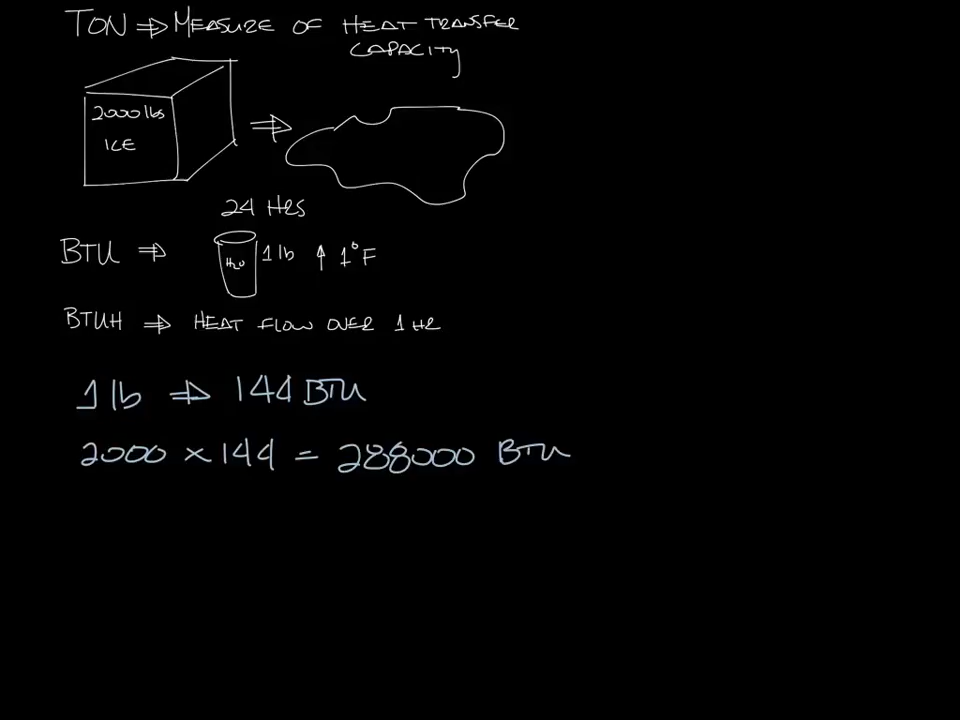 TON ⇒ MEASURE OF HEAT TRANSFER
CAPACITY
2000 lbs
ICE
⇒
24 HRS
BTU ⇒ H₂O 1 lb ↑ 1°F
BTUH ⇒ HEAT FLOW OVER 1 HR
1 lb ⇒ 144 BTU
2000 × 144 = 288000 BTU